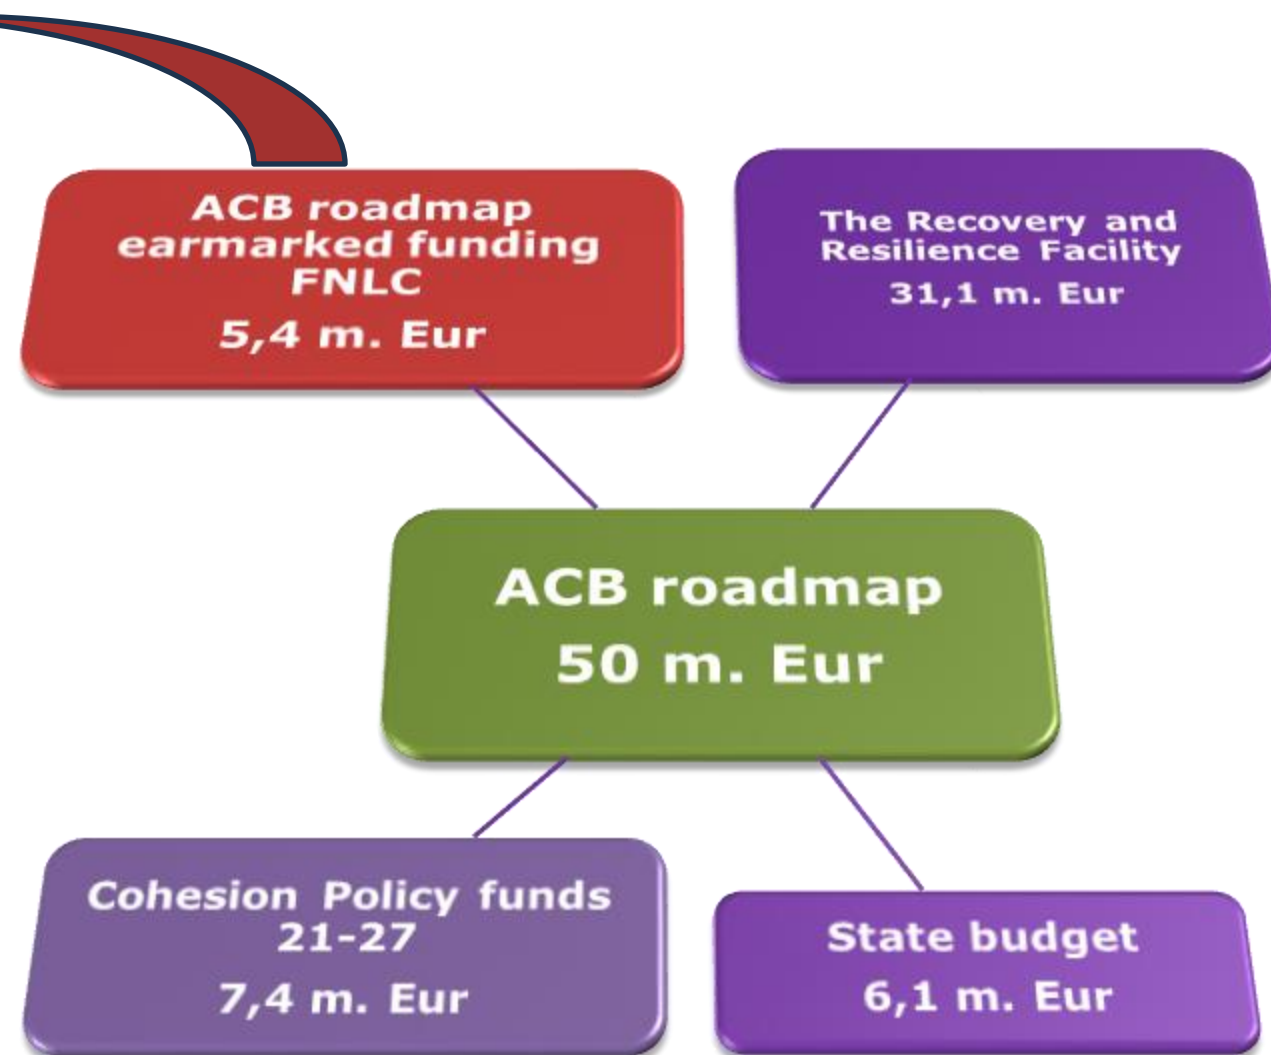 ACB roadmap
earmarked funding
FNLC
5,4 m. Eur
The Recovery and
Resilience Facility
31,1 m. Eur
ACB roadmap
50 m. Eur
Cohesion Policy funds
21-27
7,4 m. Eur
State budget
6,1 m. Eur